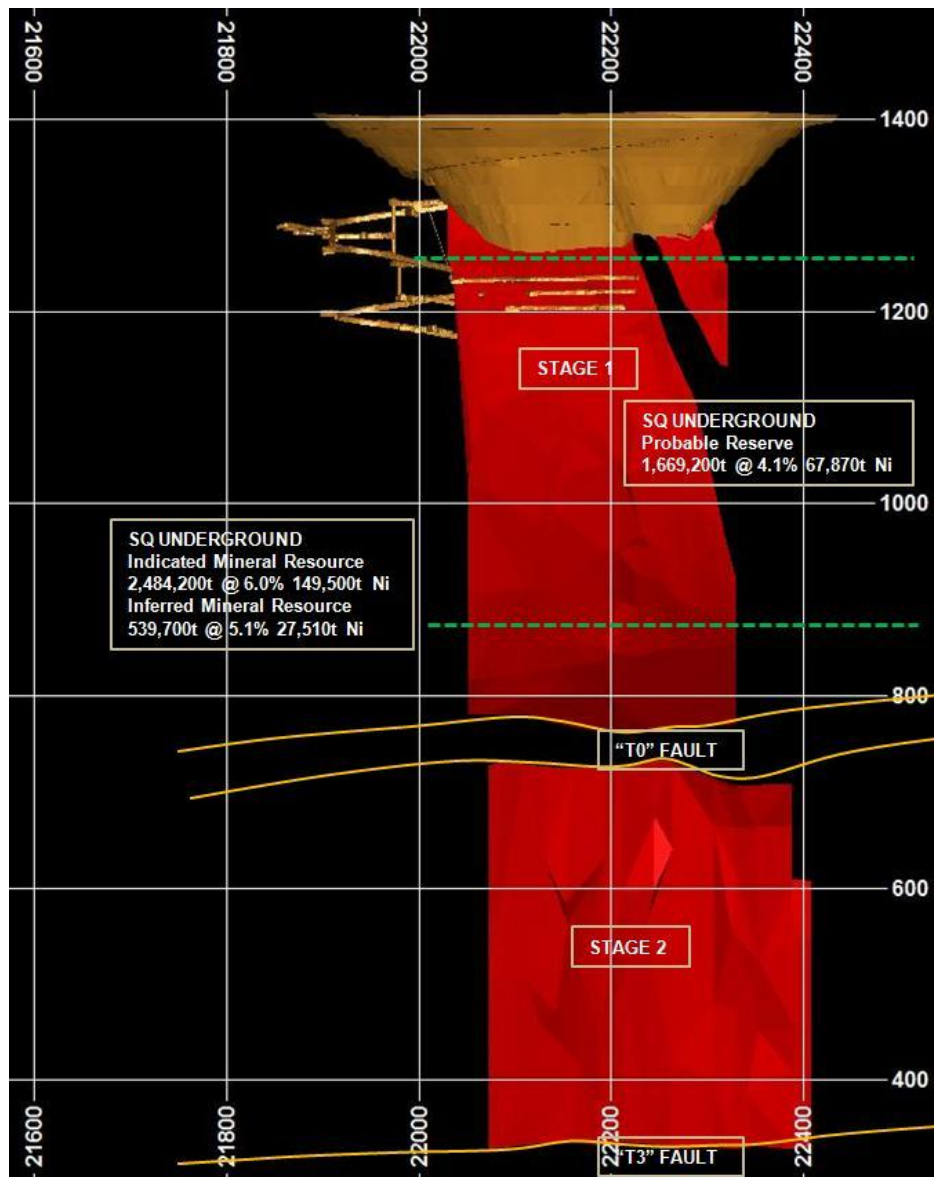 21600
21800
22000
22200
22400
1400
1200
STAGE 1
SQ UNDERGROUND
Probable Reserve
1,669,200t @ 4.1% 67,870t Ni
1000
SQ UNDERGROUND
Indicated Mineral Resource
2,484,200t @ 6.0% 149,500t Ni
Inferred Mineral Resource
539,700t @ 5.1% 27,510t Ni
800
“T0” FAULT
600
STAGE 2
400
21600
21800
22000
22200
22400
“T3” FAULT